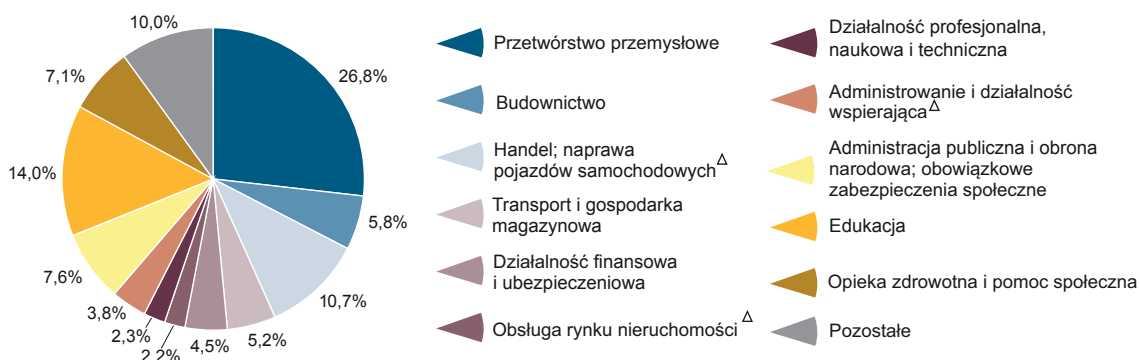 10,0%
7,1%
26,8%
14,0%
5,8%
7,6%
10,7%
3,8%
2,3%
2,2%
4,5%
5,2%
Przetwórstwo przemysłowe
Budownictwo
Handel; naprawa
pojazdów samochodowych Δ
Transport i gospodarka
magazynowa
Działalność finansowa
i ubezpieczeniowa
Obsługa rynku nieruchomości Δ
Działalność profesjonalna,
naukowa i techniczna
Administrowanie i działalność
wspierająca Δ
Administracja publiczna i obrona
narodowa; obowiązkowe
zabezpieczenia społeczne
Edukacja
Opieka zdrowotna i pomoc społeczna
Pozostałe